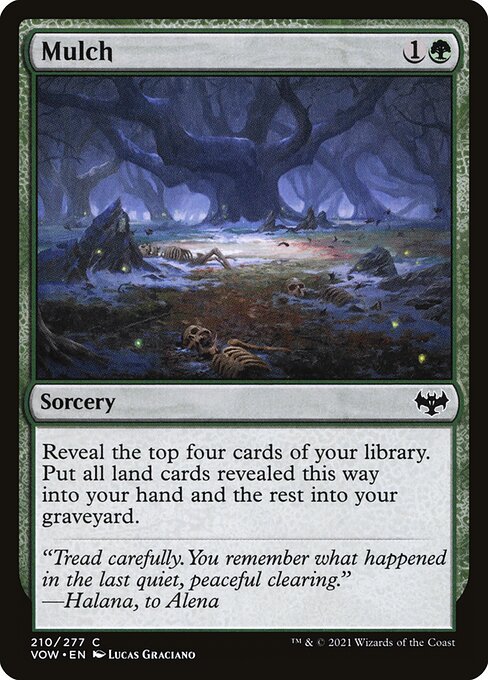 Mulch 1
Sorcery
Reveal the top four cards of your library.
Put all land cards revealed this way
into your hand and the rest into your
graveyard.
“Tread carefully. You remember what happened
in the last quiet, peaceful clearing.”
—Halana, to Alena
210/277 C
VOW • EN Lucas Graciano
™ & © 2021 Wizards of the Coast